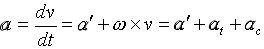 a = dv/dt = a′ + ω × v = a′ + a_t + a_c